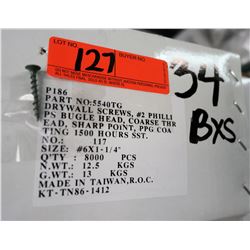 LOT NO.
BUYER NO.
127
34
BXS
P186
PART NO:5540TG
DRYWALL SCREWS, #2 PHILLI
PS BUGLE HEAD, COARSE THR
EAD, SHARP POINT, PPG COA
TING 1500 HOURS SST.
NO.: 117
SIZE: #6X1-1/4"
Q'TY : 8000 PCS
N.WT. 12.5 KGS
G.WT. 13 KGS
MADE IN TAIWAN,R.O.C.
KT-TN86-1412